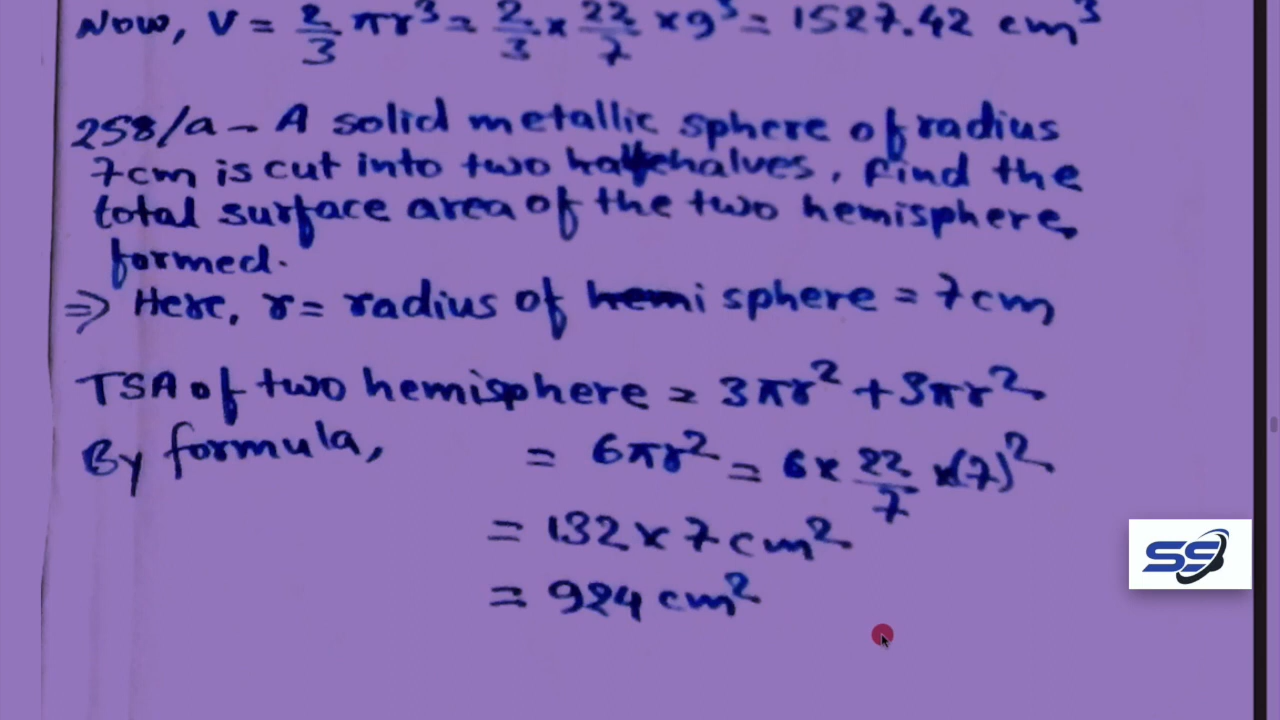 Now, V = 2/3 πr³ = 2/3 × 22/7 × 9³ = 1527.42 cm³
258/a - A solid metallic sphere of radius
7cm is cut into two halves, find the
total surface area of the two hemisphere
formed.
⇒ Here, r = radius of hemi sphere = 7cm
TSA of two hemisphere = 3πr² + 3πr²
By formula, = 6πr² = 6 × 22/7 × (7)²
= 132 × 7 cm²
= 924 cm²
SS